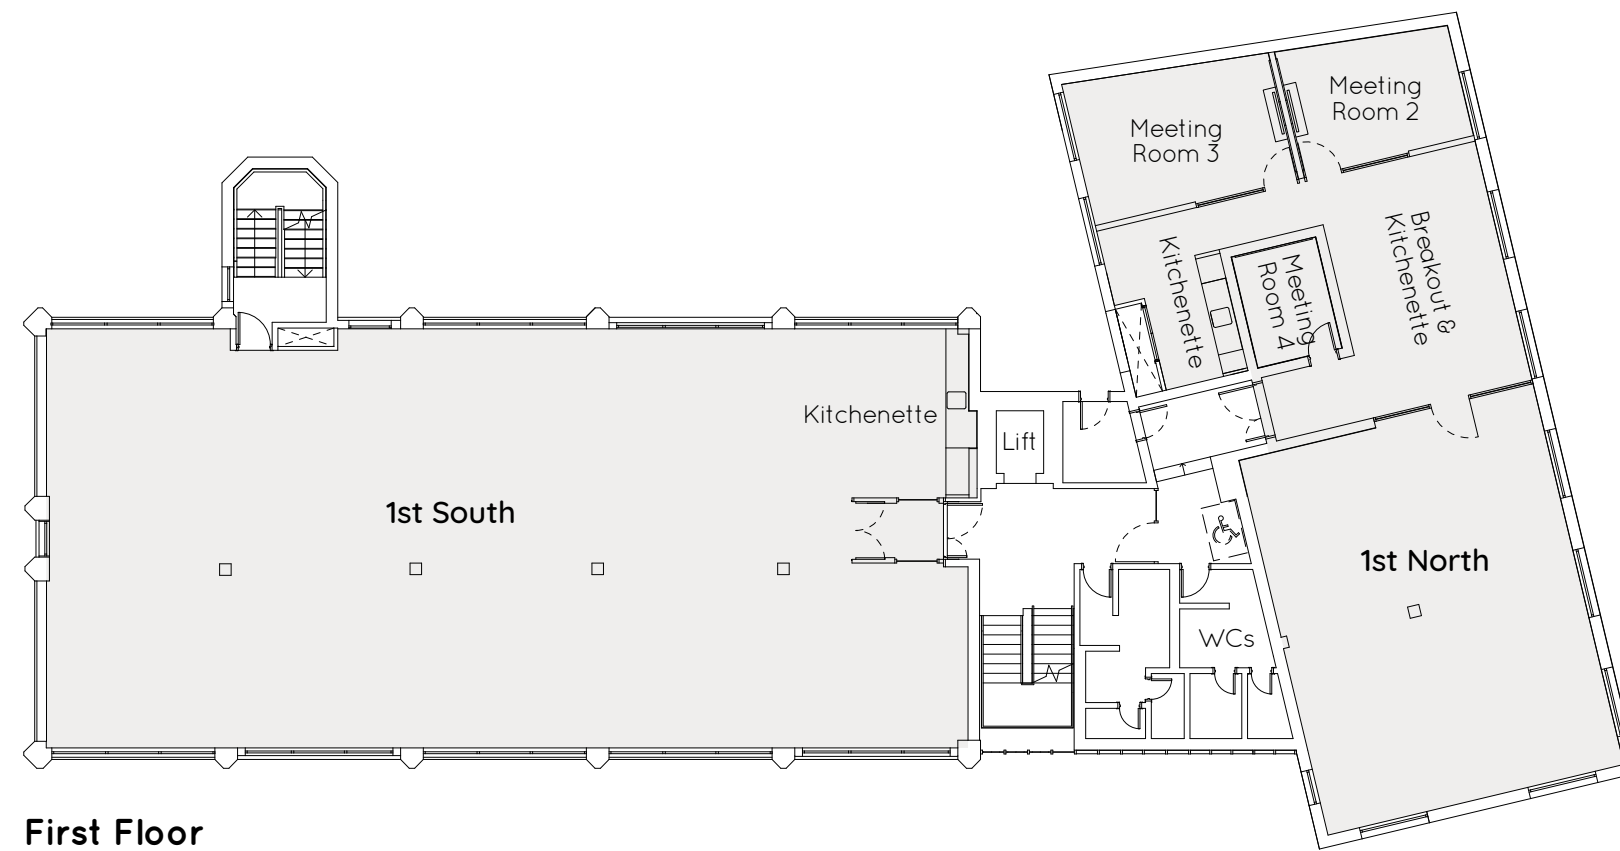 Meeting
Room 2
Meeting
Room 3
Breakout &
Kitchenette
Kitchenette
Meeting
Room 4
Kitchenette
Lift
1st South
1st North
WCs
First Floor